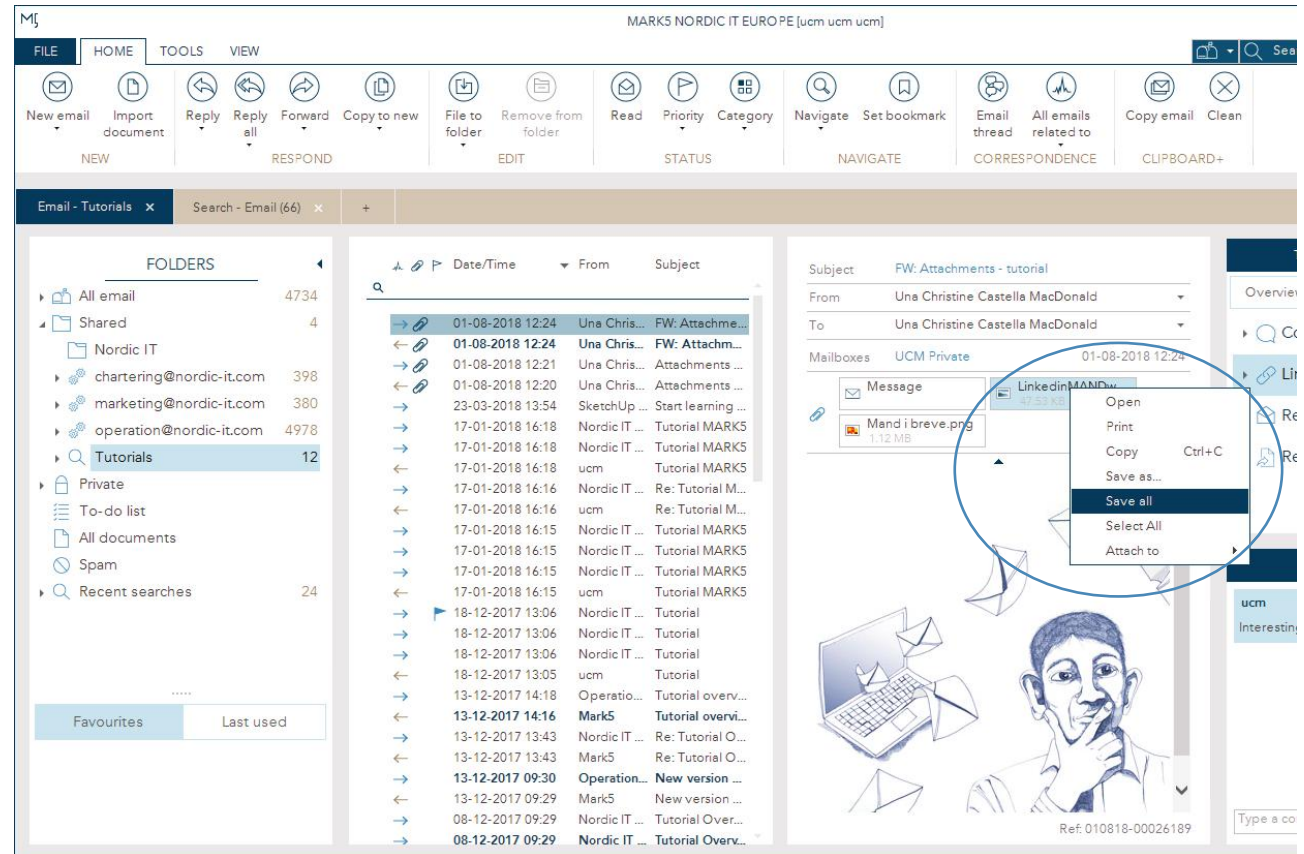 MARK5 NORDIC IT EUROPE [ucm ucm ucm]
FILE HOME TOOLS VIEW
New email Import document Reply Reply all Forward Copy to new File to folder Remove from folder Read Priority Category Navigate Set bookmark Email thread All emails related to Copy email Clean
NEW RESPOND EDIT STATUS NAVIGATE CORRESPONDENCE CLIPBOARD+
Email - Tutorials × Search - Email (66) × +
FOLDERS
All email 4734
Shared 4
Nordic IT
chartering@nordic-it.com 398
marketing@nordic-it.com 380
operation@nordic-it.com 4978
Tutorials 12
Private
To-do list
All documents
Spam
Recent searches 24
Favourites Last used
Date/Time From Subject
01-08-2018 12:24 Una Chris... FW: Attachme...
01-08-2018 12:24 Una Chris... FW: Attachm...
01-08-2018 12:21 Una Chris... Attachments ...
01-08-2018 12:20 Una Chris... Attachments ...
23-03-2018 13:54 SketchUp ... Start learning ...
17-01-2018 16:18 Nordic IT ... Tutorial MARK5
17-01-2018 16:18 Nordic IT ... Tutorial MARK5
17-01-2018 16:18 ucm Tutorial MARK5
17-01-2018 16:16 Nordic IT ... Re: Tutorial M...
17-01-2018 16:16 ucm Re: Tutorial M...
17-01-2018 16:15 Nordic IT ... Tutorial MARK5
17-01-2018 16:15 Nordic IT ... Tutorial MARK5
17-01-2018 16:15 Nordic IT ... Tutorial MARK5
17-01-2018 16:15 ucm Tutorial MARK5
18-12-2017 13:06 Nordic IT ... Tutorial
18-12-2017 13:06 Nordic IT ... Tutorial
18-12-2017 13:06 Nordic IT ... Tutorial
18-12-2017 13:05 ucm Tutorial
13-12-2017 14:18 Operatio... Tutorial overv...
13-12-2017 14:16 Mark5 Tutorial overvi...
13-12-2017 13:43 Nordic IT ... Re: Tutorial O...
13-12-2017 13:43 Mark5 Re: Tutorial O...
13-12-2017 09:30 Operation... New version ...
13-12-2017 09:29 Mark5 New version ...
08-12-2017 09:29 Nordic IT ... Tutorial Over...
08-12-2017 09:29 Nordic IT ... Tutorial Overv...
Subject FW: Attachments - tutorial
From Una Christine Castella MacDonald
To Una Christine Castella MacDonald
Mailboxes UCM Private 01-08-2018 12:24
Message LinkedinMANDw
47.53 KB
Mand i breve.png
1.12 MB
Open
Print
Copy Ctrl+C
Save as...
Save all
Select All
Attach to
Ref: 010818-00026189
ucm